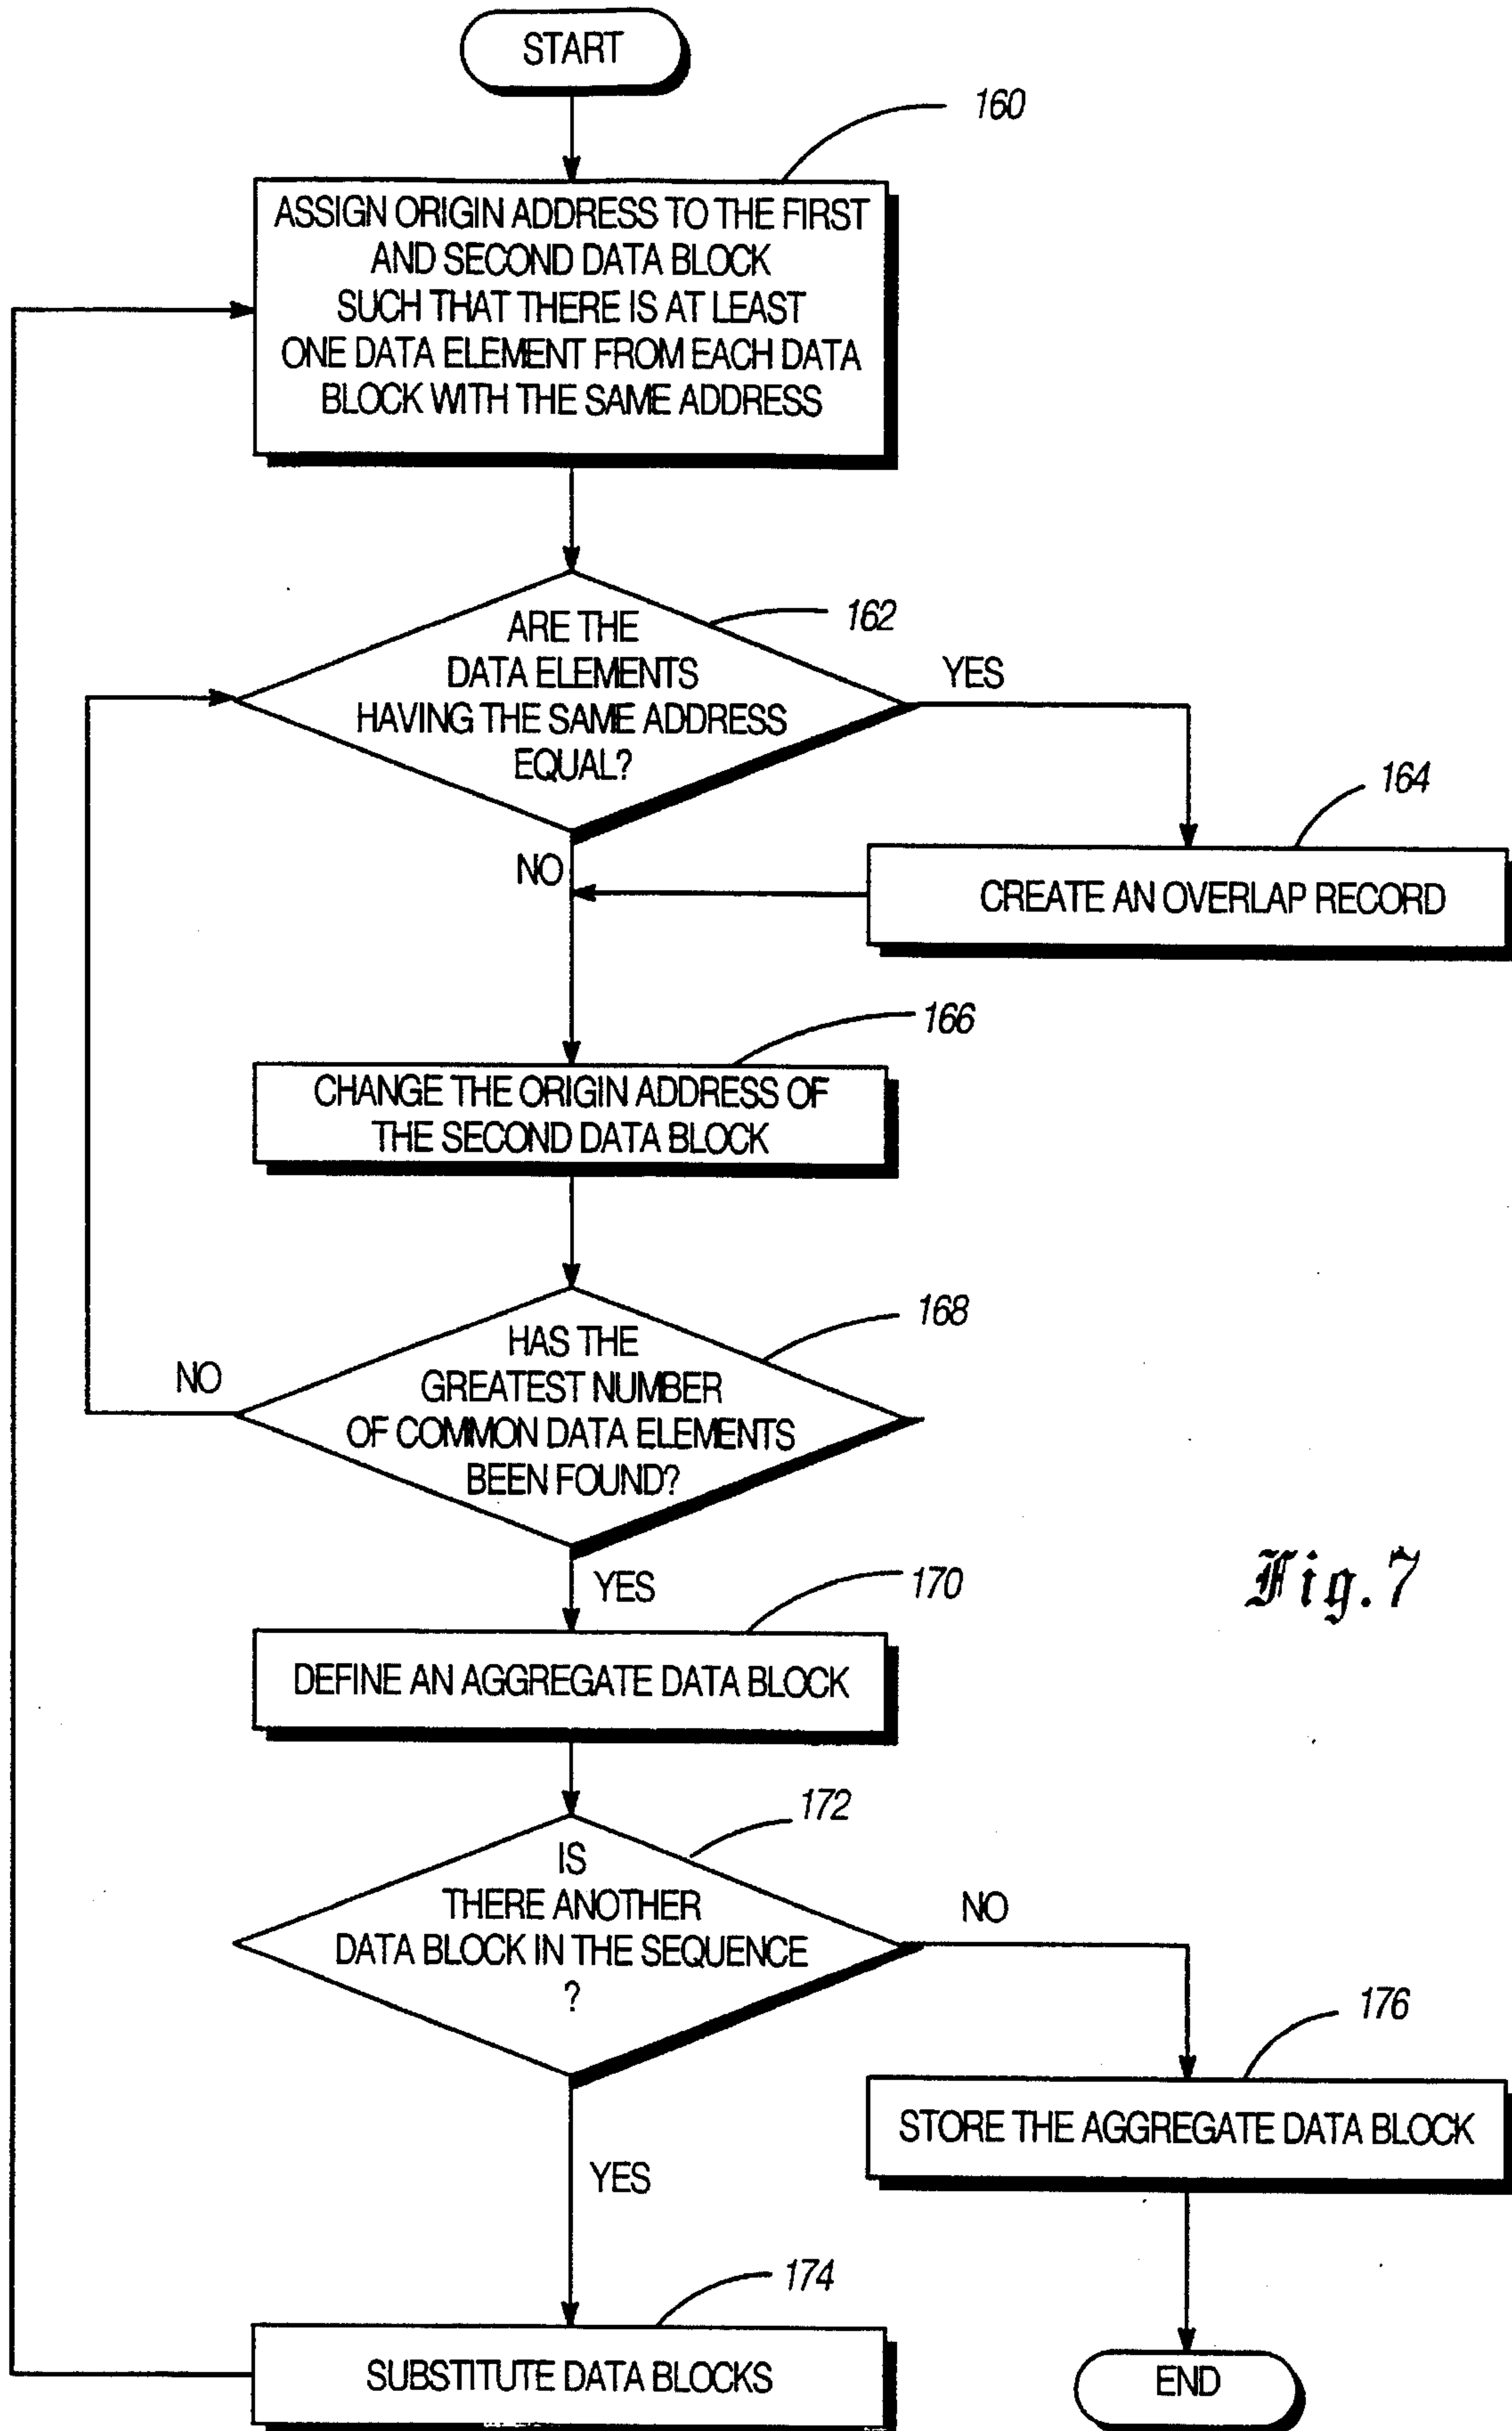 START
160
ASSIGN ORIGIN ADDRESS TO THE FIRST
AND SECOND DATA BLOCK
SUCH THAT THERE IS AT LEAST
ONE DATA ELEMENT FROM EACH DATA
BLOCK WITH THE SAME ADDRESS
162
ARE THE
DATA ELEMENTS
HAVING THE SAME ADDRESS
EQUAL?
YES
164
NO
CREATE AN OVERLAP RECORD
166
CHANGE THE ORIGIN ADDRESS OF
THE SECOND DATA BLOCK
168
HAS THE
GREATEST NUMBER
OF COMMON DATA ELEMENTS
BEEN FOUND?
NO
YES
170
Fig. 7
DEFINE AN AGGREGATE DATA BLOCK
172
IS
THERE ANOTHER
DATA BLOCK IN THE SEQUENCE
?
NO
176
STORE THE AGGREGATE DATA BLOCK
YES
174
SUBSTITUTE DATA BLOCKS
END